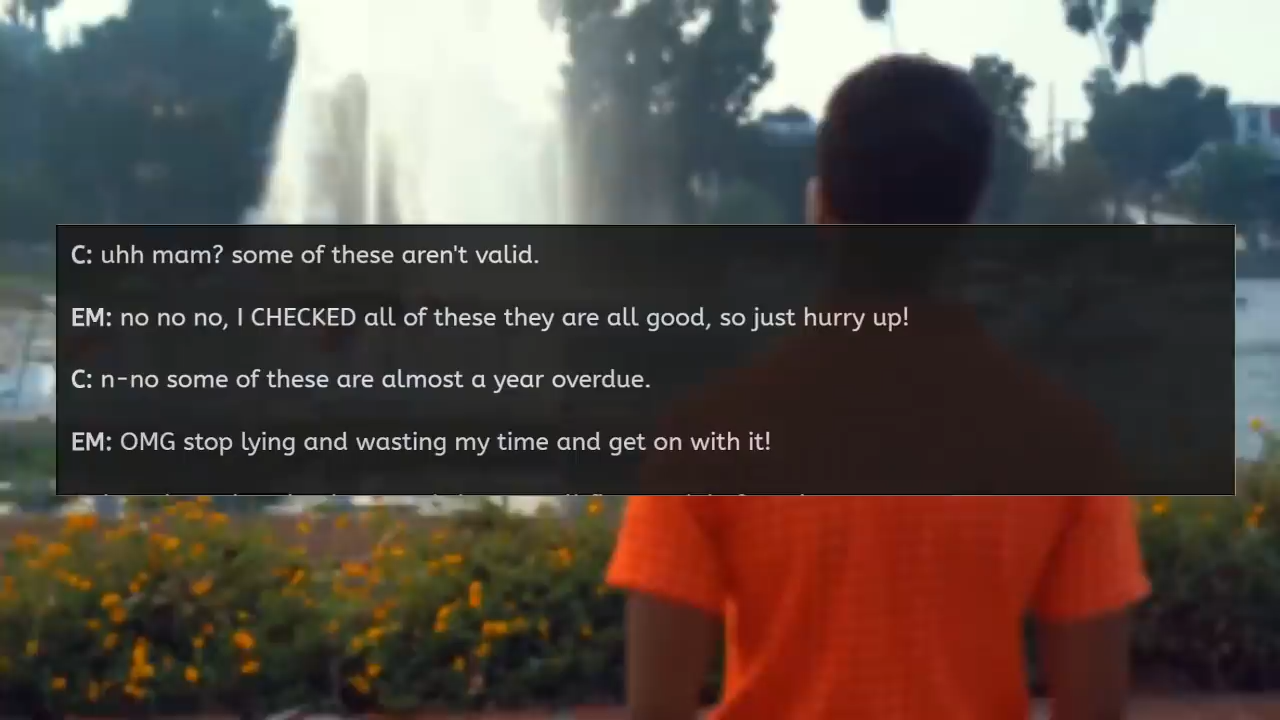 C: uhh mam? some of these aren't valid.
EM: no no no, I CHECKED all of these they are all good, so just hurry up!
C: n-no some of these are almost a year overdue.
EM: OMG stop lying and wasting my time and get on with it!